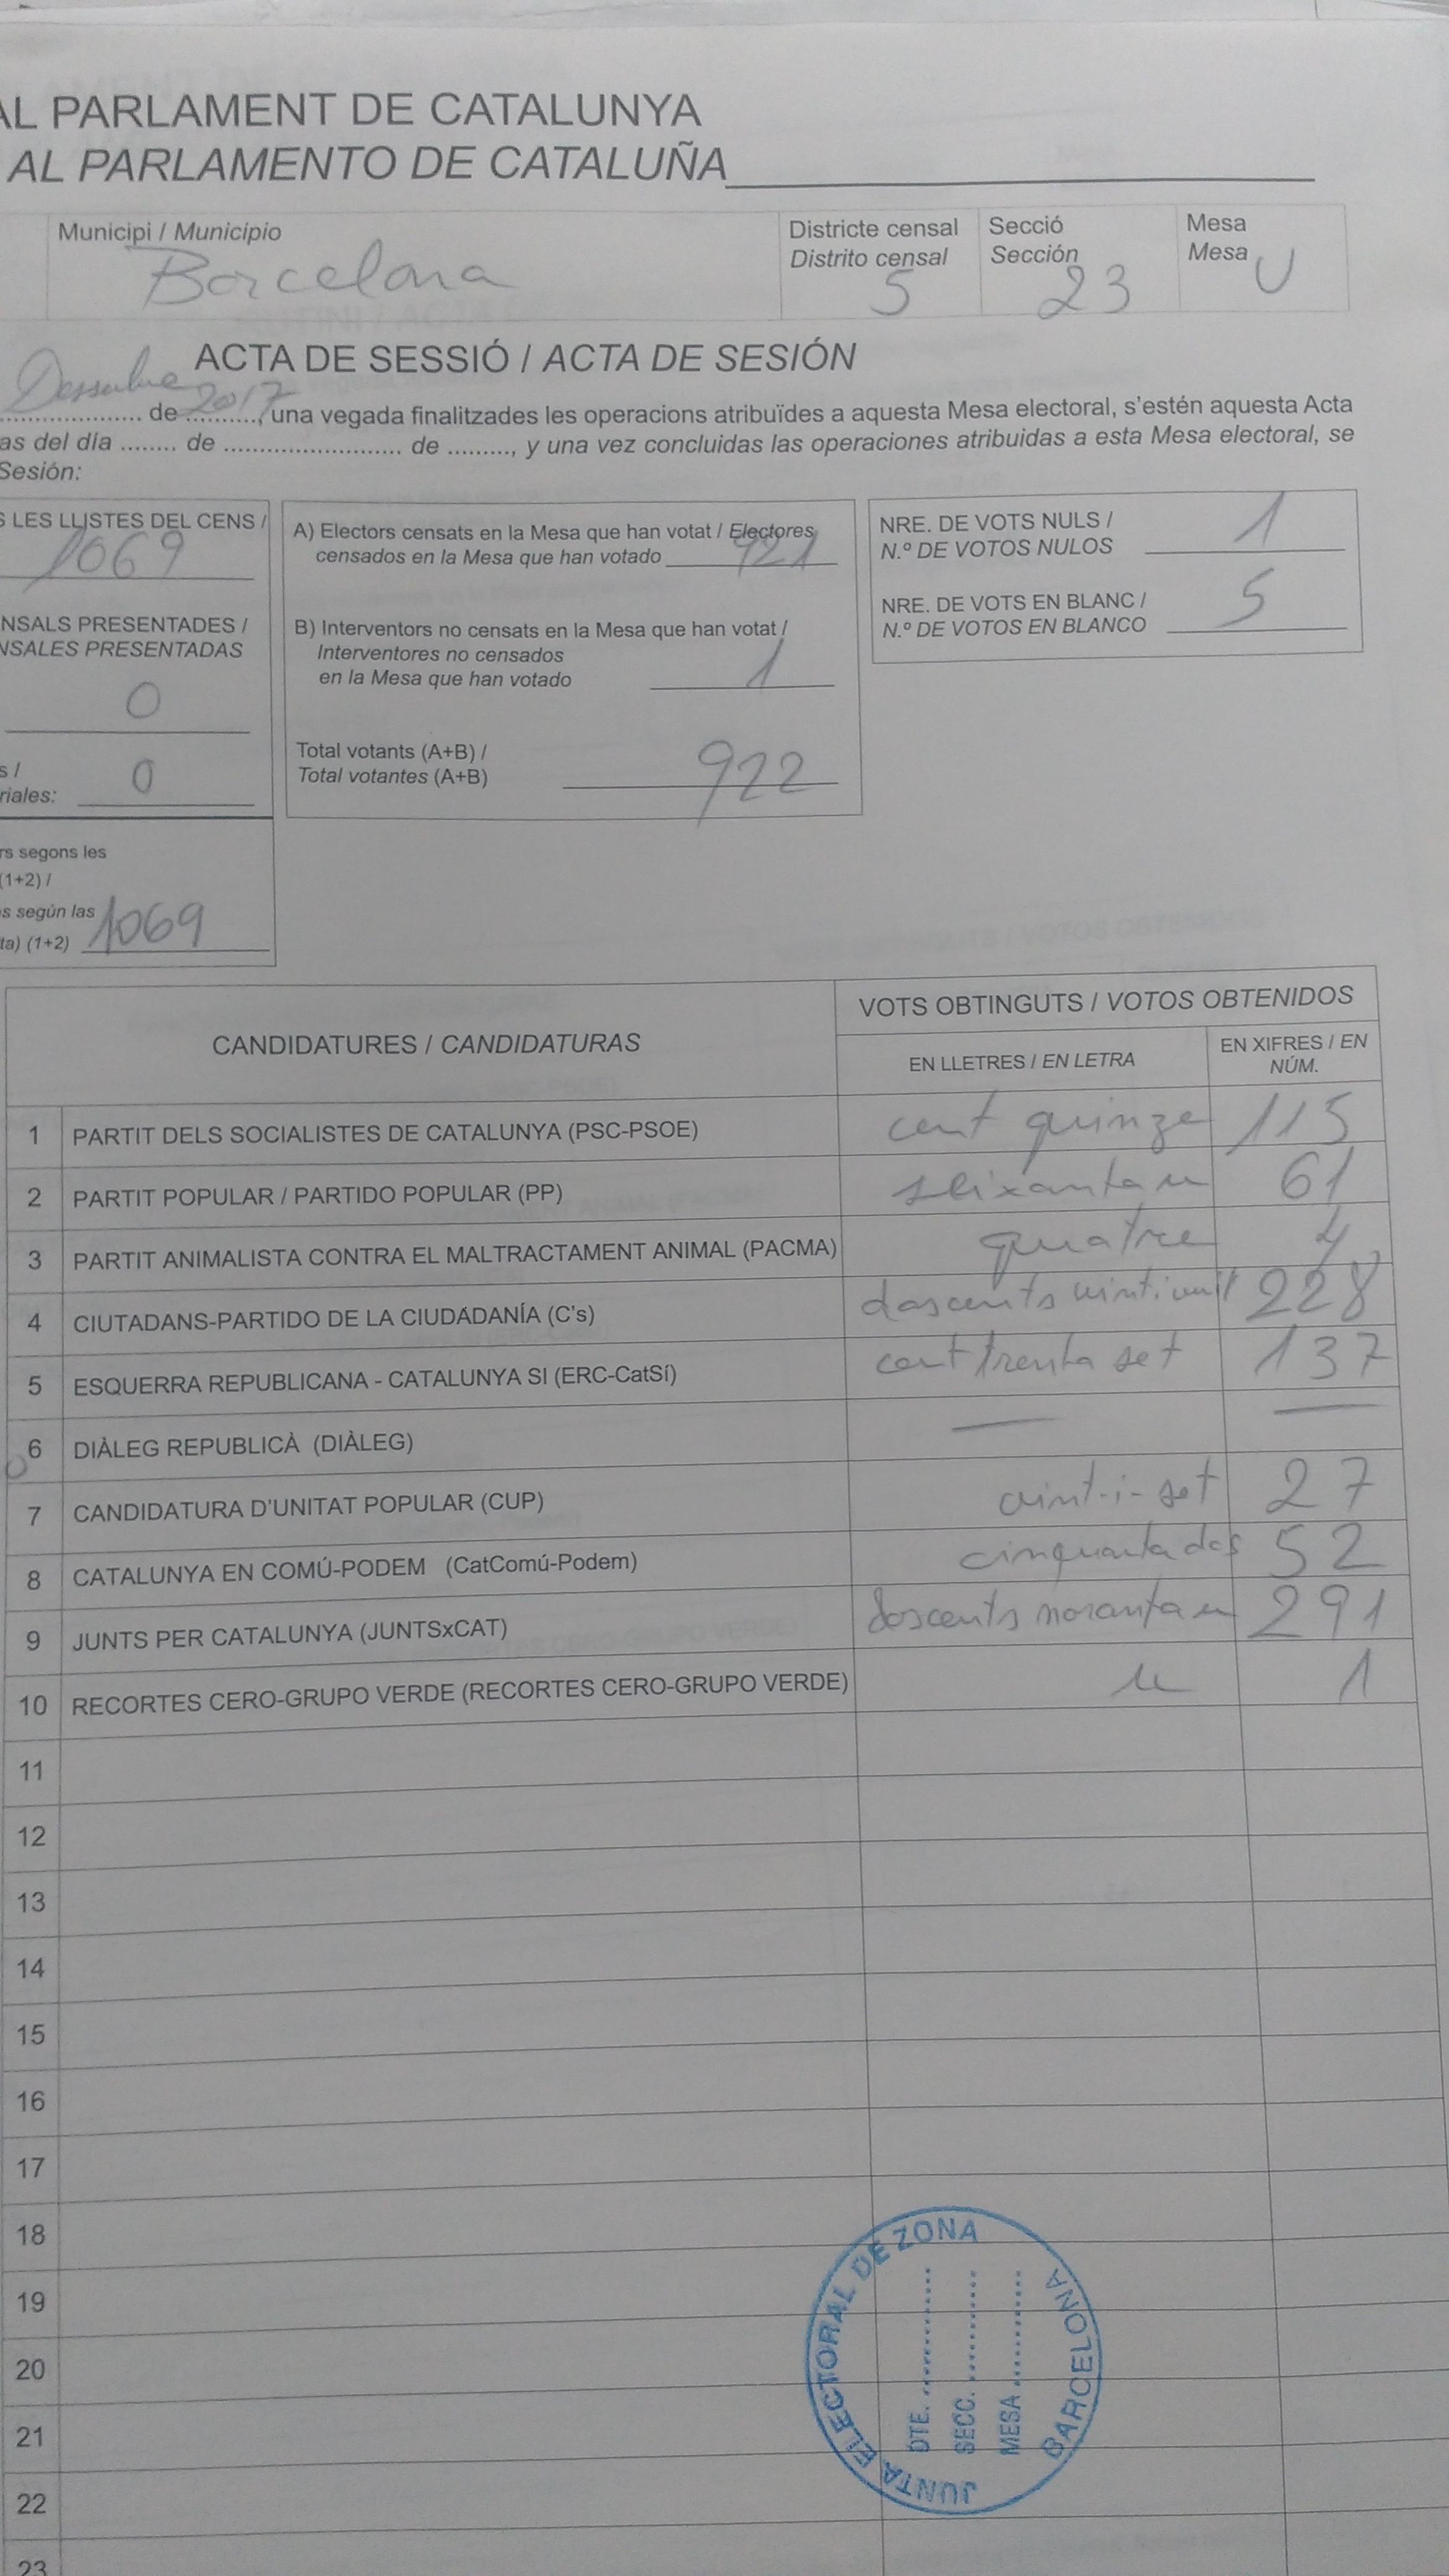 AL PARLAMENT DE CATALUNYA
AL PARLAMENTO DE CATALUÑA
Municipi / Municipio
Barcelona
Districte censal
Distrito censal
5
Secció
Sección
23
Mesa
Mesa
U
ACTA DE SESSIÓ / ACTA DE SESIÓN
de 2017, una vegada finalitzades les operacions atribuïdes a aquesta Mesa electoral, s'estén aquesta Acta
as del día ........ de .......................... de ........., y una vez concluidas las operaciones atribuidas a esta Mesa electoral, se
Sesión:
S LES LLISTES DEL CENS /
1069
NSALS PRESENTADES /
NSALES PRESENTADAS
0
s /
riales: 0
rs segons les
(1+2) /
s según las
ta) (1+2) 1069
A) Electors censats en la Mesa que han votat / Electores
censados en la Mesa que han votado 921
B) Interventors no censats en la Mesa que han votat /
Interventores no censados
en la Mesa que han votado 1
Total votants (A+B) /
Total votantes (A+B) 922
NRE. DE VOTS NULS /
N.º DE VOTOS NULOS 1
NRE. DE VOTS EN BLANC /
N.º DE VOTOS EN BLANCO 5
CANDIDATURES / CANDIDATURAS
VOTS OBTINGUTS / VOTOS OBTENIDOS
EN LLETRES / EN LETRA
EN XIFRES / EN
NÚM.
1 PARTIT DELS SOCIALISTES DE CATALUNYA (PSC-PSOE) cent quinze 115
2 PARTIT POPULAR / PARTIDO POPULAR (PP) seixanta u 61
3 PARTIT ANIMALISTA CONTRA EL MALTRACTAMENT ANIMAL (PACMA) quatre 4
4 CIUTADANS-PARTIDO DE LA CIUDADANÍA (C's) doscents vintivuit 228
5 ESQUERRA REPUBLICANA - CATALUNYA SI (ERC-CatSí) cent trenta set 137
6 DIÀLEG REPUBLICÀ (DIÀLEG) — —
7 CANDIDATURA D'UNITAT POPULAR (CUP) vint-i-set 27
8 CATALUNYA EN COMÚ-PODEM (CatComú-Podem) cinquanta dos 52
9 JUNTS PER CATALUNYA (JUNTSxCAT) doscents noranta u 291
10 RECORTES CERO-GRUPO VERDE (RECORTES CERO-GRUPO VERDE) u 1
11
12
13
14
15
16
17
18
19
20
21
22
23
JUNTA ELECTORAL DE ZONA
DTE. ............
SECC. ............
MESA ............
BARCELONA